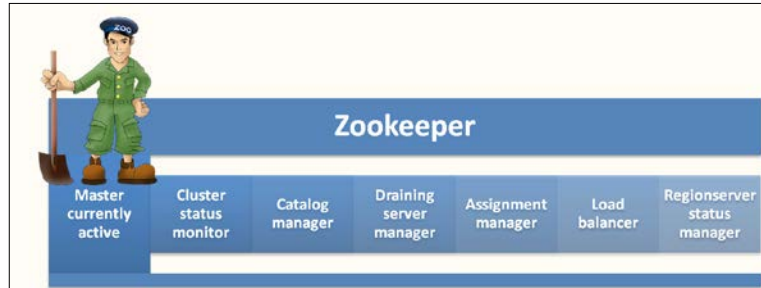 ZOO
Zookeeper
Master
currently
active
Cluster
status
monitor
Catalog
manager
Draining
server
manager
Assignment
manager
Load
balancer
Regionserver
status
manager